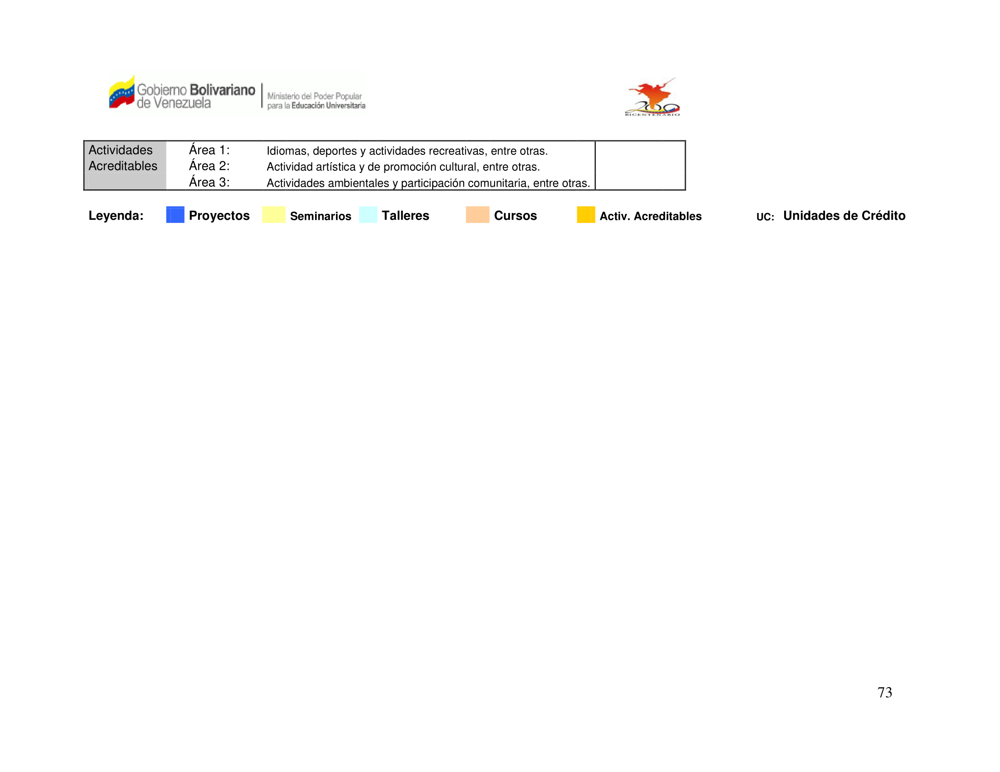 Gobierno Bolivariano
de Venezuela
Ministerio del Poder Popular
para la Educación Universitaria
200
BICENTENARIO
Actividades Área 1: Idiomas, deportes y actividades recreativas, entre otras.
Acreditables Área 2: Actividad artística y de promoción cultural, entre otras.
Área 3: Actividades ambientales y participación comunitaria, entre otras.
Leyenda: Proyectos Seminarios Talleres Cursos Activ. Acreditables UC: Unidades de Crédito
73